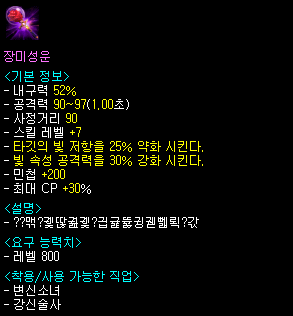 장미성운
<기본 정보>
- 내구력 52%
- 공격력 90~97(1.00초)
- 사정거리 90
- 스킬 레벨 +7
- 타깃의 빛 저항을 25% 약화 시킨다.
- 빛 속성 공격력을 30% 강화 시킨다.
- 민첩 +200
- 최대 CP +30%
<설명>
<요구 능력치>
- 레벨 800
<착용/사용 가능한 직업>
- 변신소녀
- 강신술사